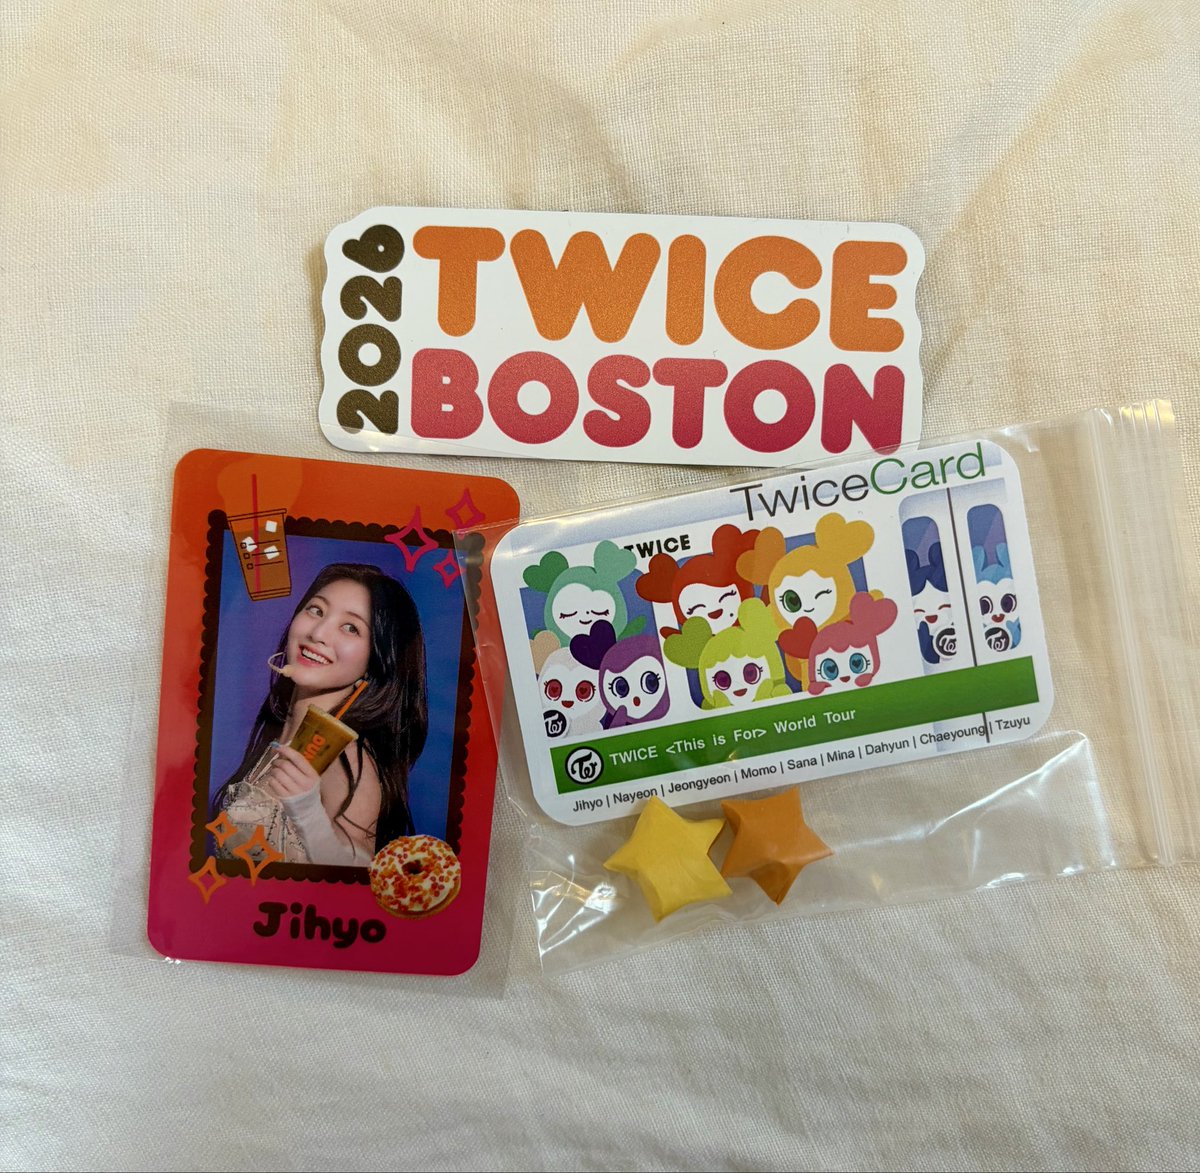 2026
TWICE
BOSTON
TwiceCard
TWICE
TWICE <This is For> World Tour
Jihyo | Nayeon | Jeongyeon | Momo | Sana | Mina | Dahyun | Chaeyoung | Tzuyu
Jihyo